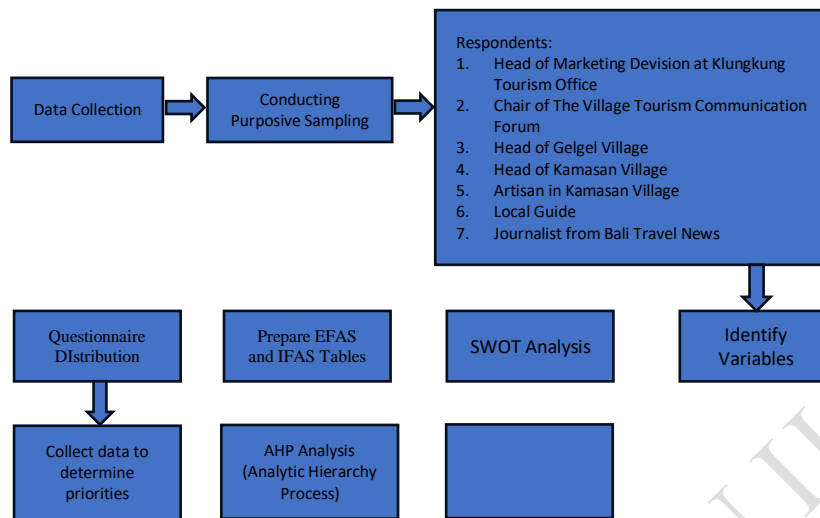 Data Collection
Conducting
Purposive Sampling
Respondents:
1. Head of Marketing Devision at Klungkung
Tourism Office
2. Chair of The Village Tourism Communication
Forum
3. Head of Gelgel Village
4. Head of Kamasan Village
5. Artisan in Kamasan Village
6. Local Guide
7. Journalist from Bali Travel News
Questionnaire
DIstribution
Prepare EFAS
and IFAS Tables
SWOT Analysis
Identify
Variables
Collect data to
determine
priorities
AHP Analysis
(Analytic Hierarchy
Process)